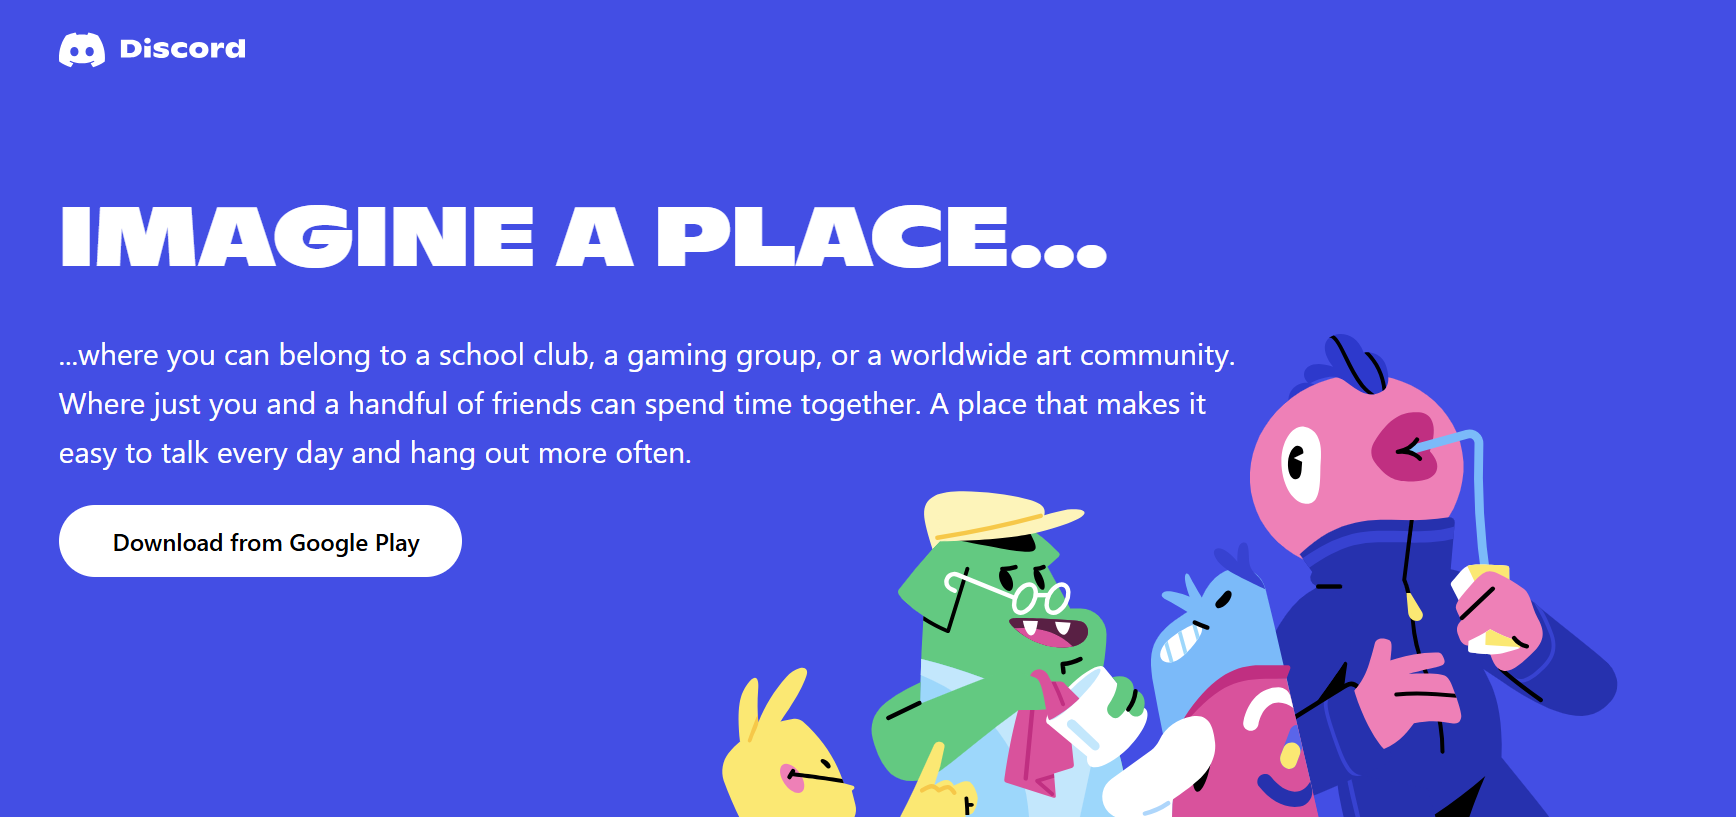 Discord
IMAGINE A PLACE...
...where you can belong to a school club, a gaming group, or a worldwide art community.
Where just you and a handful of friends can spend time together. A place that makes it
easy to talk every day and hang out more often.
Download from Google Play